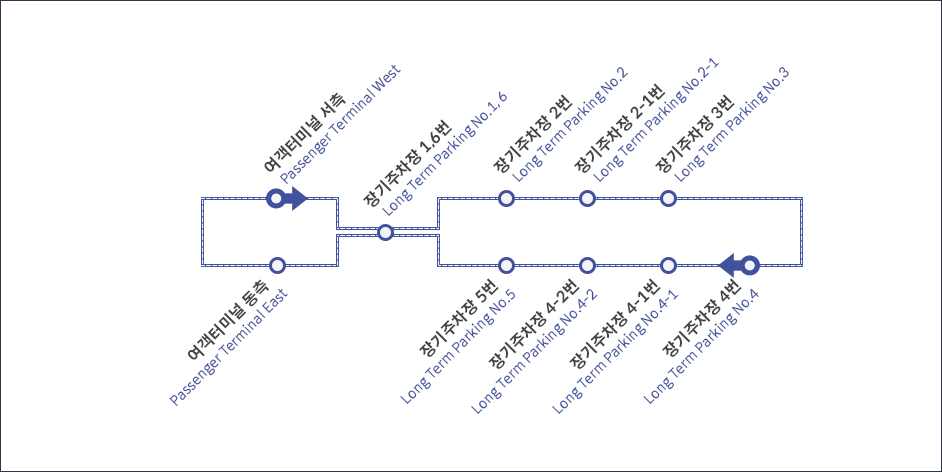 여객터미널 서측
Passenger Terminal West
장기주차장 1,6번
Long Term Parking No.1, 6
장기주차장 2번
Long Term Parking No.2
장기주차장 2-1번
Long Term Parking No.2-1
장기주차장 3번
Long Term Parking No.3
여객터미널 동측
Passenger Terminal East
장기주차장 5번
Long Term Parking No.5
장기주차장 4-2번
Long Term Parking No.4-2
장기주차장 4-1번
Long Term Parking No.4-1
장기주차장 4번
Long Term Parking No.4